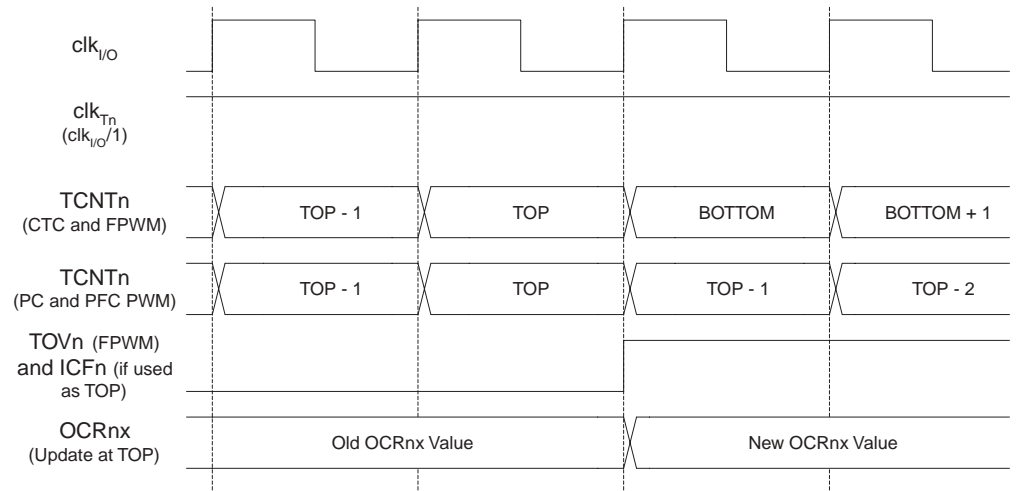 clkI/O
clkTn
(clkI/O/1)
TCNTn
(CTC and FPWM)
TOP - 1
TOP
BOTTOM
BOTTOM + 1
TCNTn
(PC and PFC PWM)
TOP - 1
TOP
TOP - 1
TOP - 2
TOVn (FPWM)
and ICFn (if used
as TOP)
OCRnx
(Update at TOP)
Old OCRnx Value
New OCRnx Value